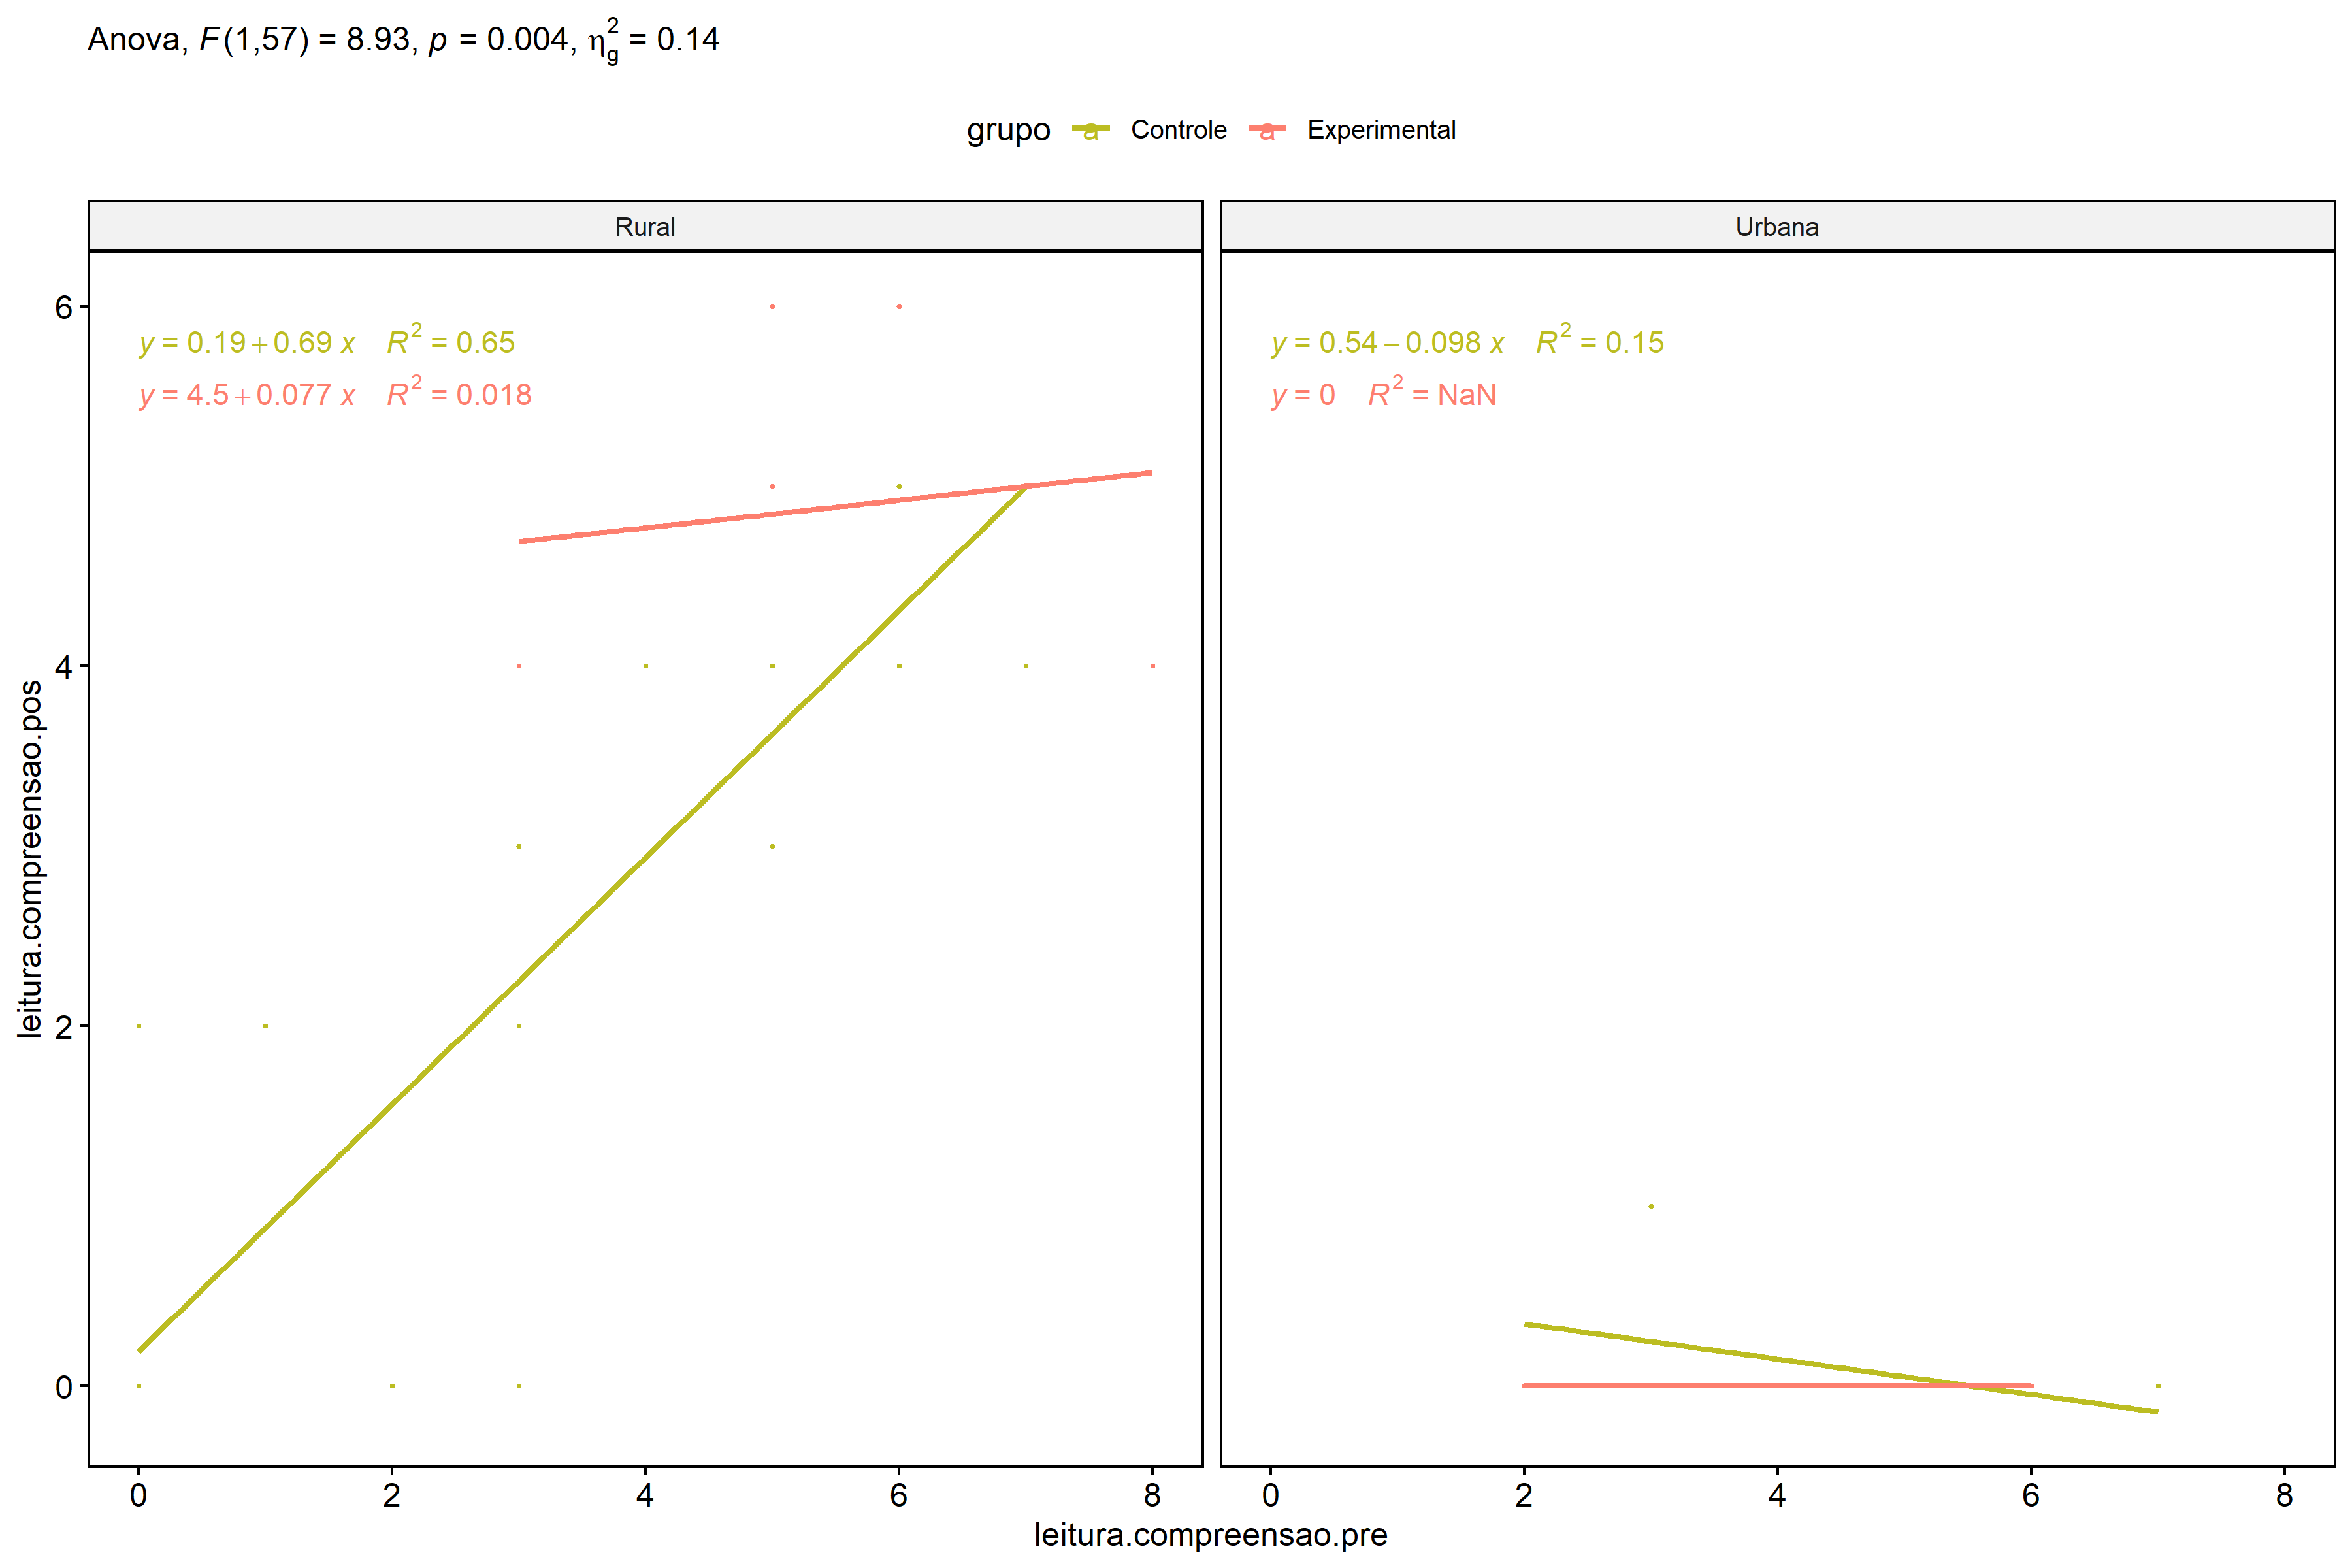 Anova, F(1,57) = 8.93, p = 0.004, η²g = 0.14
grupo a Controle a Experimental
Rural
Urbana
y = 0.19 + 0.69 x R² = 0.65
y = 4.5 + 0.077 x R² = 0.018
y = 0.54 − 0.098 x R² = 0.15
y = 0 R² = NaN
leitura.compreensao.pos
6
4
2
0
0 2 4 6 8
0 2 4 6 8
leitura.compreensao.pre